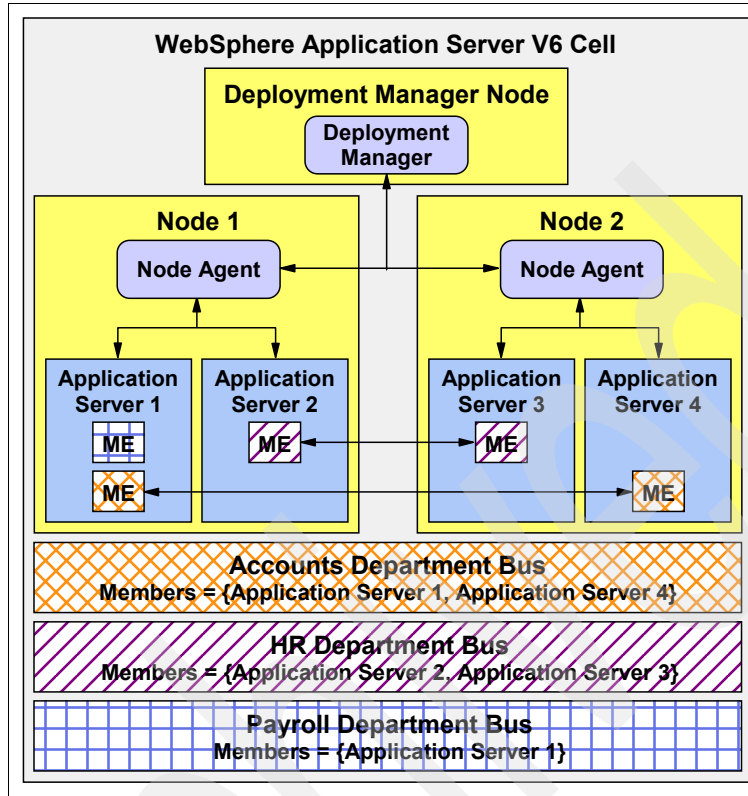 WebSphere Application Server V6 Cell
Deployment Manager Node
Deployment
Manager
Node 1
Node Agent
Application
Server 1
ME
ME
Application
Server 2
ME
Node 2
Node Agent
Application
Server 3
ME
Application
Server 4
ME
Accounts Department Bus
Members = {Application Server 1, Application Server 4}
HR Department Bus
Members = {Application Server 2, Application Server 3}
Payroll Department Bus
Members = {Application Server 1}